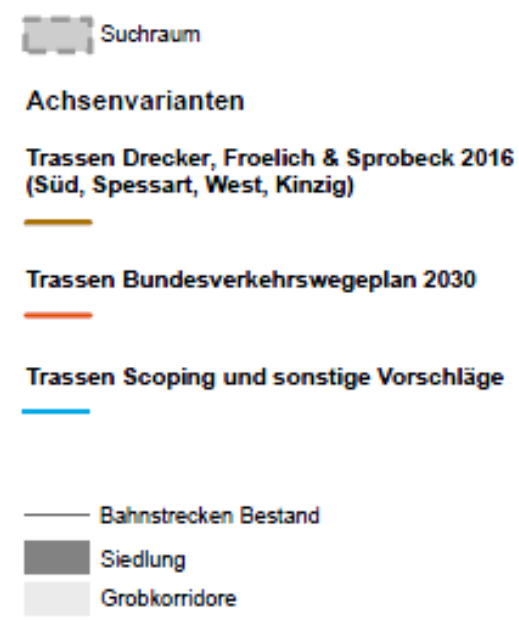 Suchraum
Achsenvarianten
Trassen Drecker, Froelich & Sprobeck 2016
(Süd, Spessart, West, Kinzig)
Trassen Bundesverkehrswegeplan 2030
Trassen Scoping und sonstige Vorschläge
Bahnstrecken Bestand
Siedlung
Grobkorridore